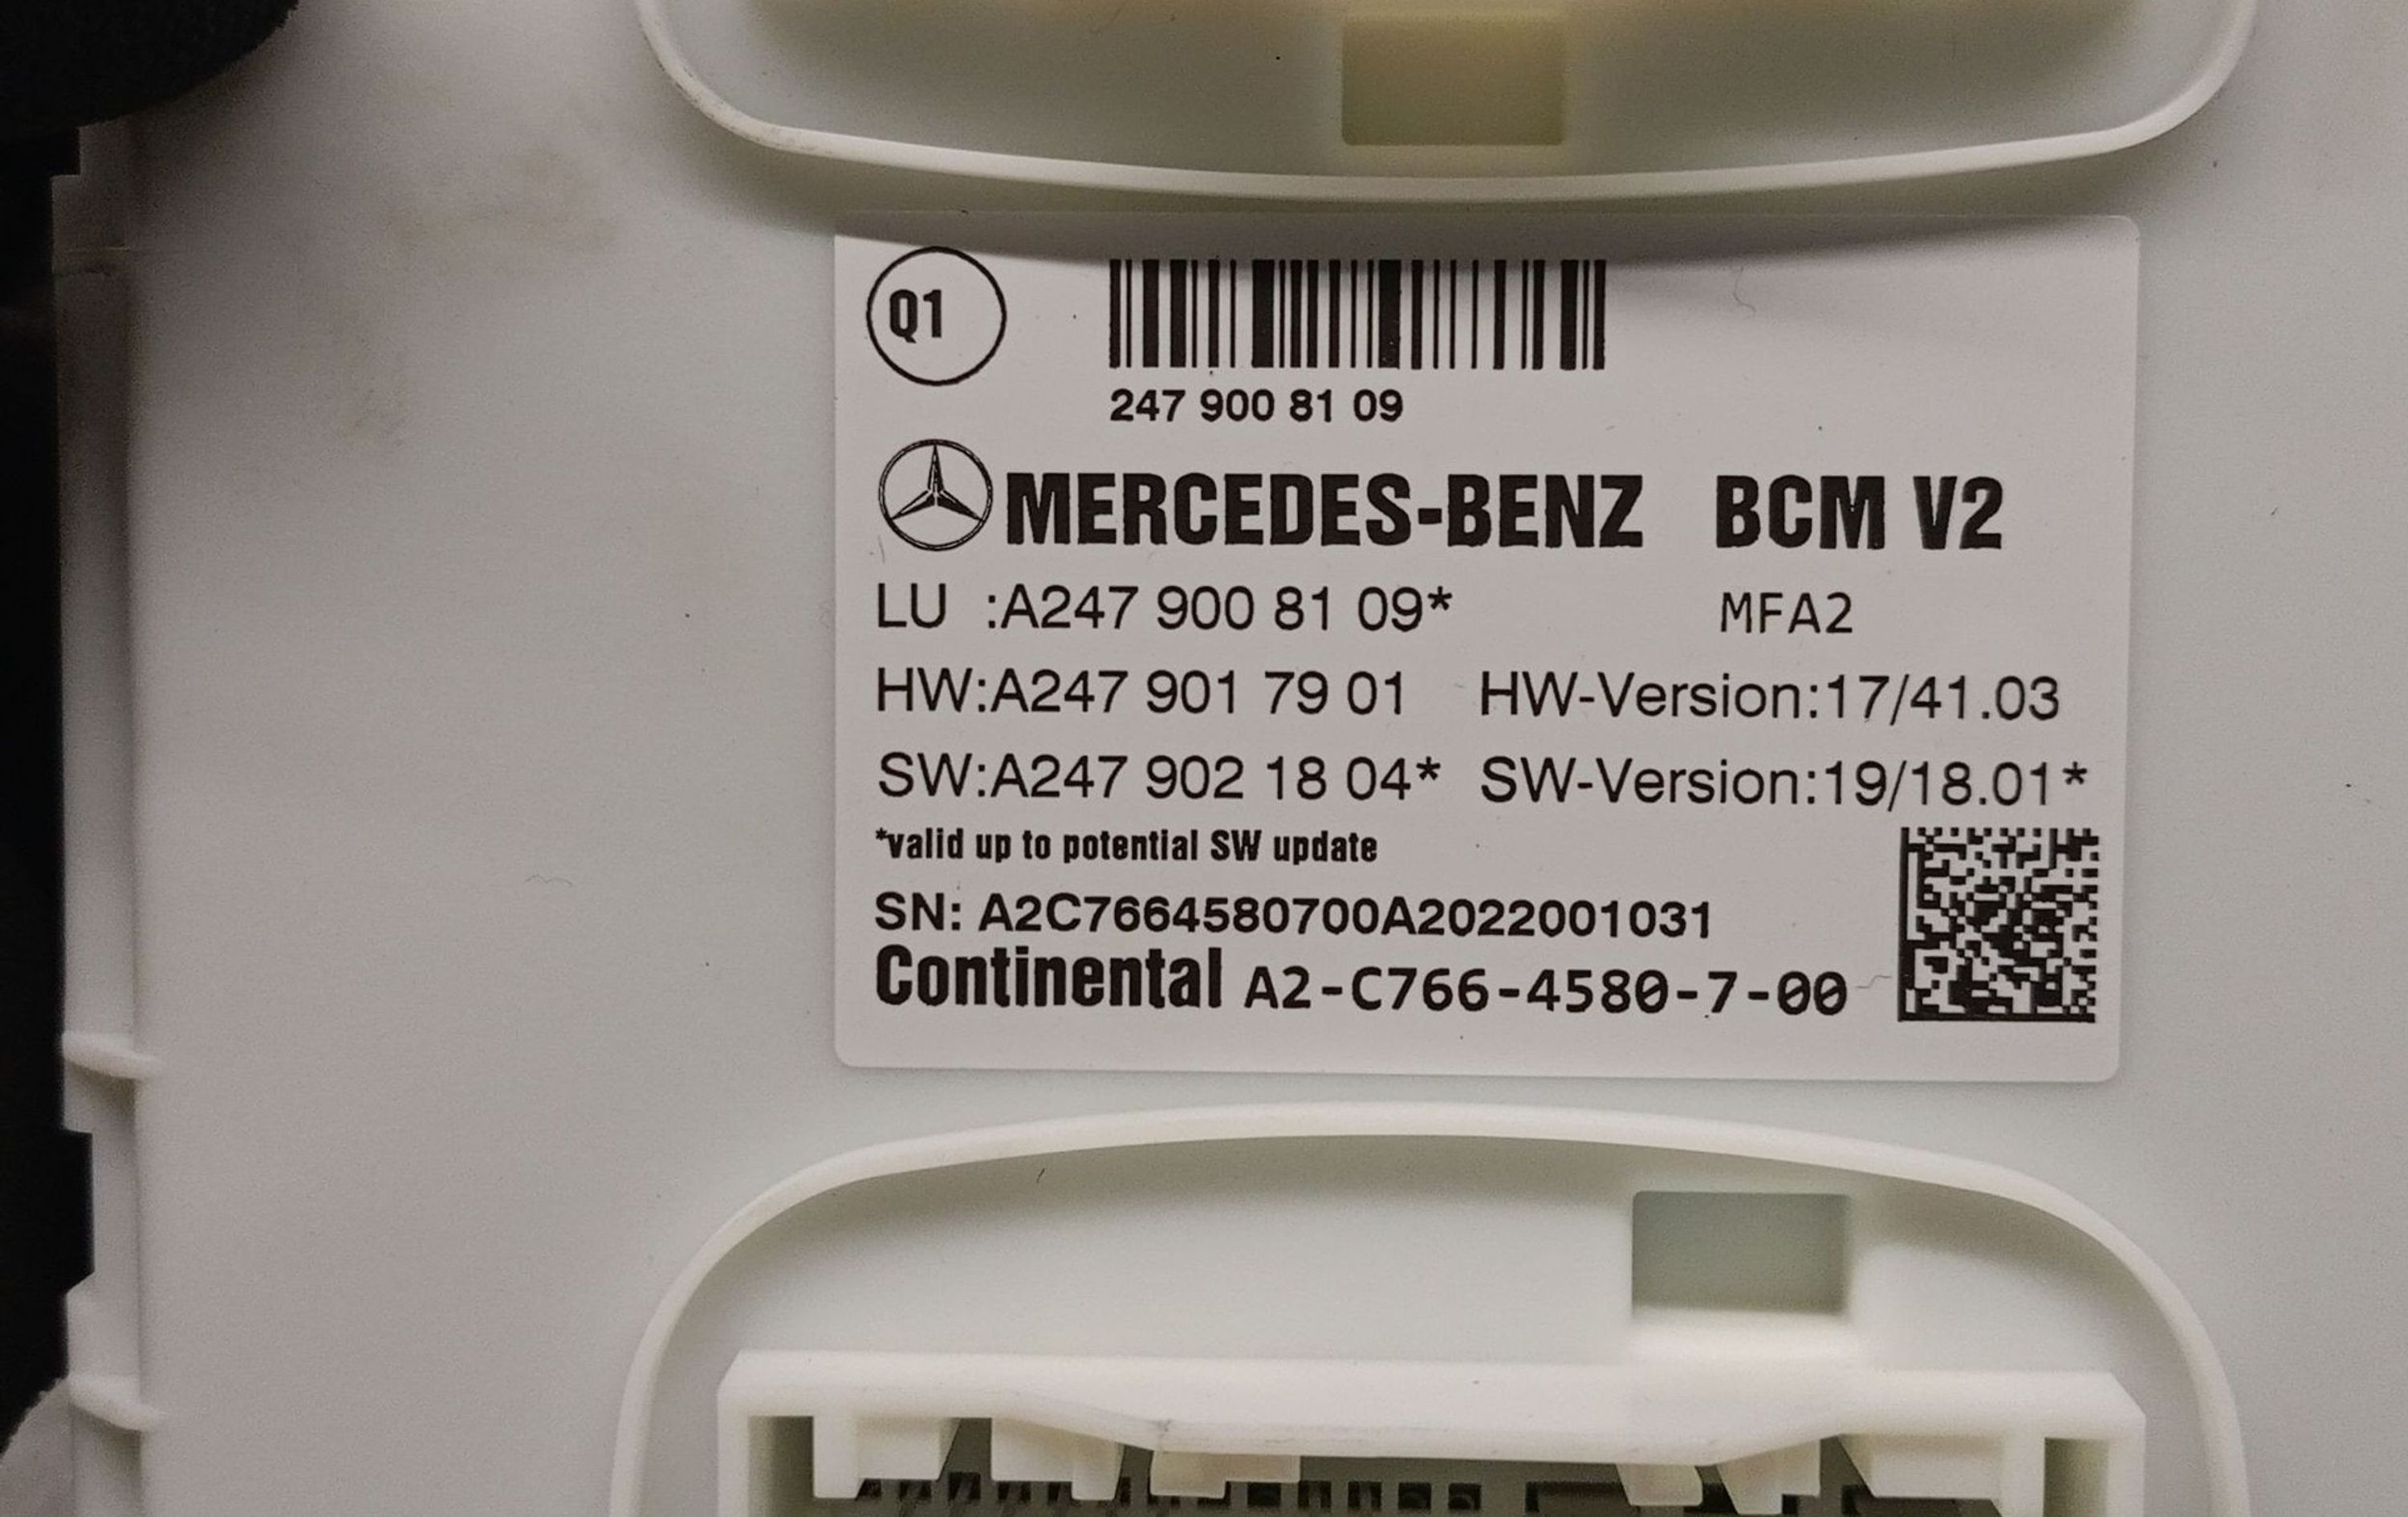 Q1
247 900 81 09
MERCEDES-BENZ BCM V2
LU :A247 900 81 09* MFA2
HW:A247 901 79 01 HW-Version:17/41.03
SW:A247 902 18 04* SW-Version:19/18.01*
*valid up to potential SW update
SN: A2C7664580700A2022001031
Continental A2-C766-4580-7-00